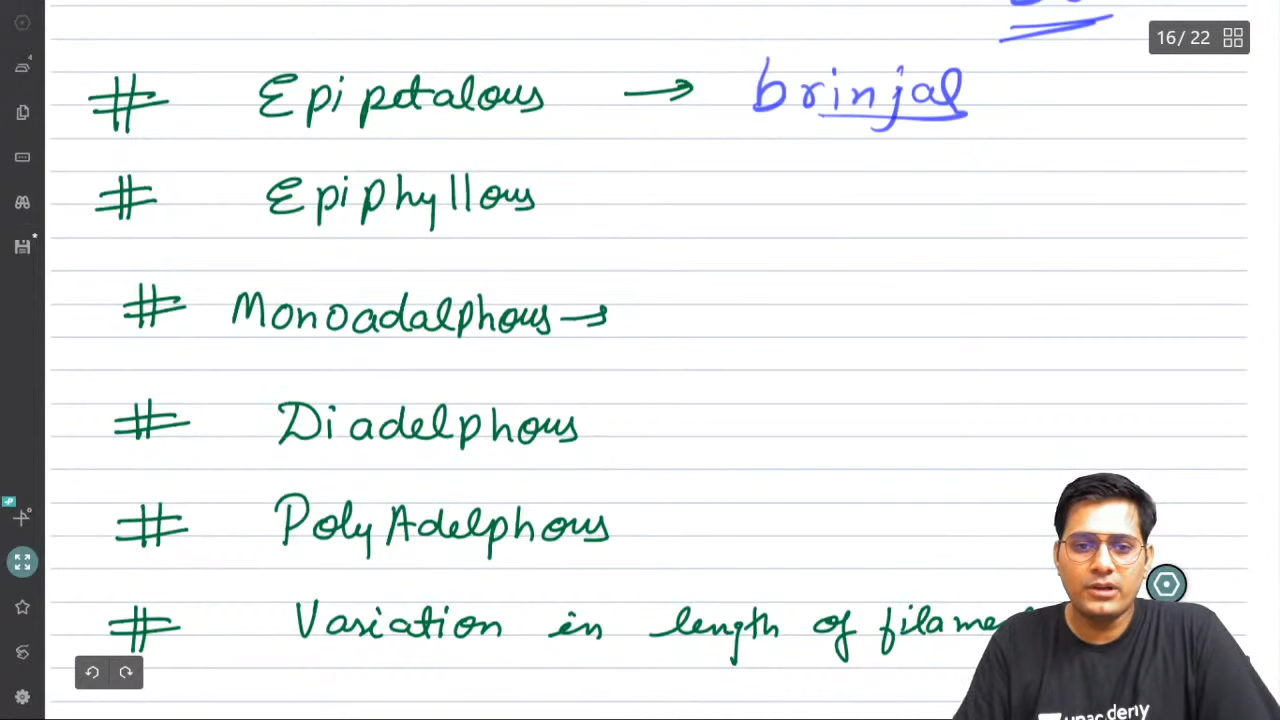 16 / 22
# Epipetalous → brinjal
# Epiphyllous
# Monoadalphous →
# Diadelphous
# PolyAdelphous
# Variation in length of filame